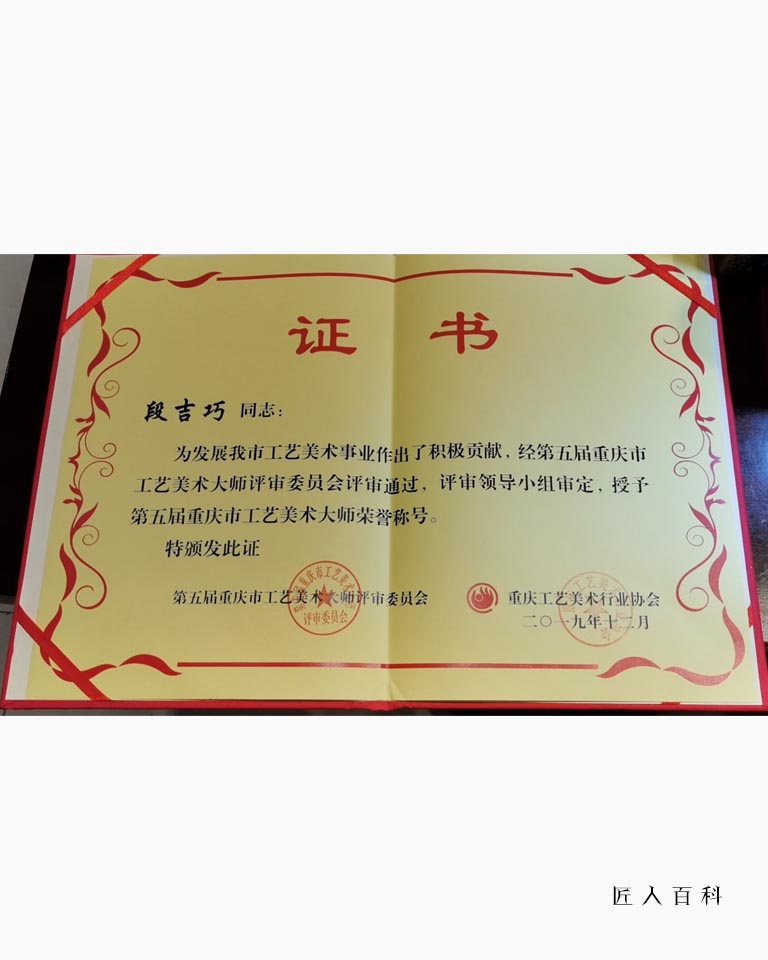 证 书
段吉巧 同志：
为发展我市工艺美术事业作出了积极贡献，经第五届重庆市
工艺美术大师评审委员会评审通过，评审领导小组审定，授予
第五届重庆市工艺美术大师荣誉称号。
特颁发此证
第五届重庆市工艺美术大师评审委员会
评审委员会
重庆工艺美术行业协会
二〇一九年十二月
匠人百科